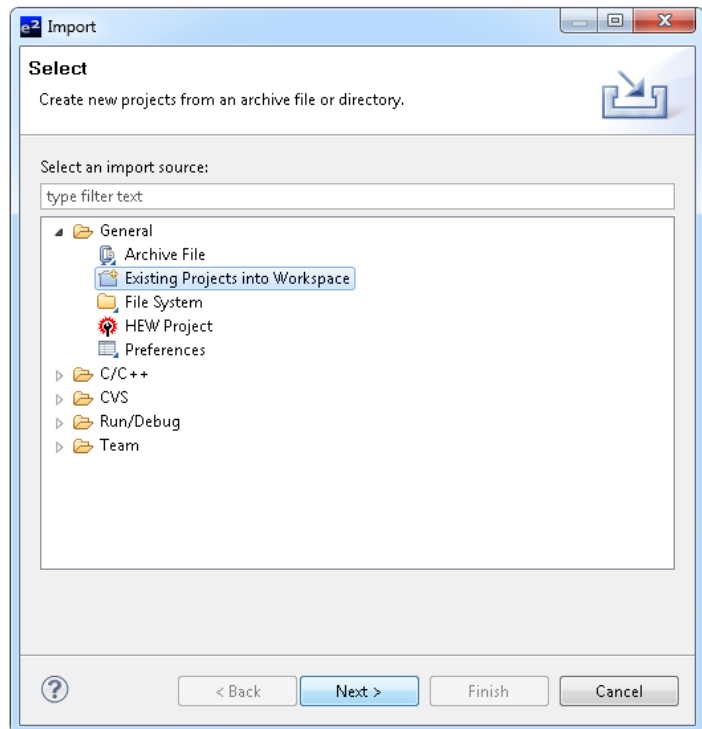 e² Import
Select
Create new projects from an archive file or directory.
Select an import source:
type filter text
General
Archive File
Existing Projects into Workspace
File System
HEW Project
Preferences
C/C++
CVS
Run/Debug
Team
? < Back Next > Finish Cancel